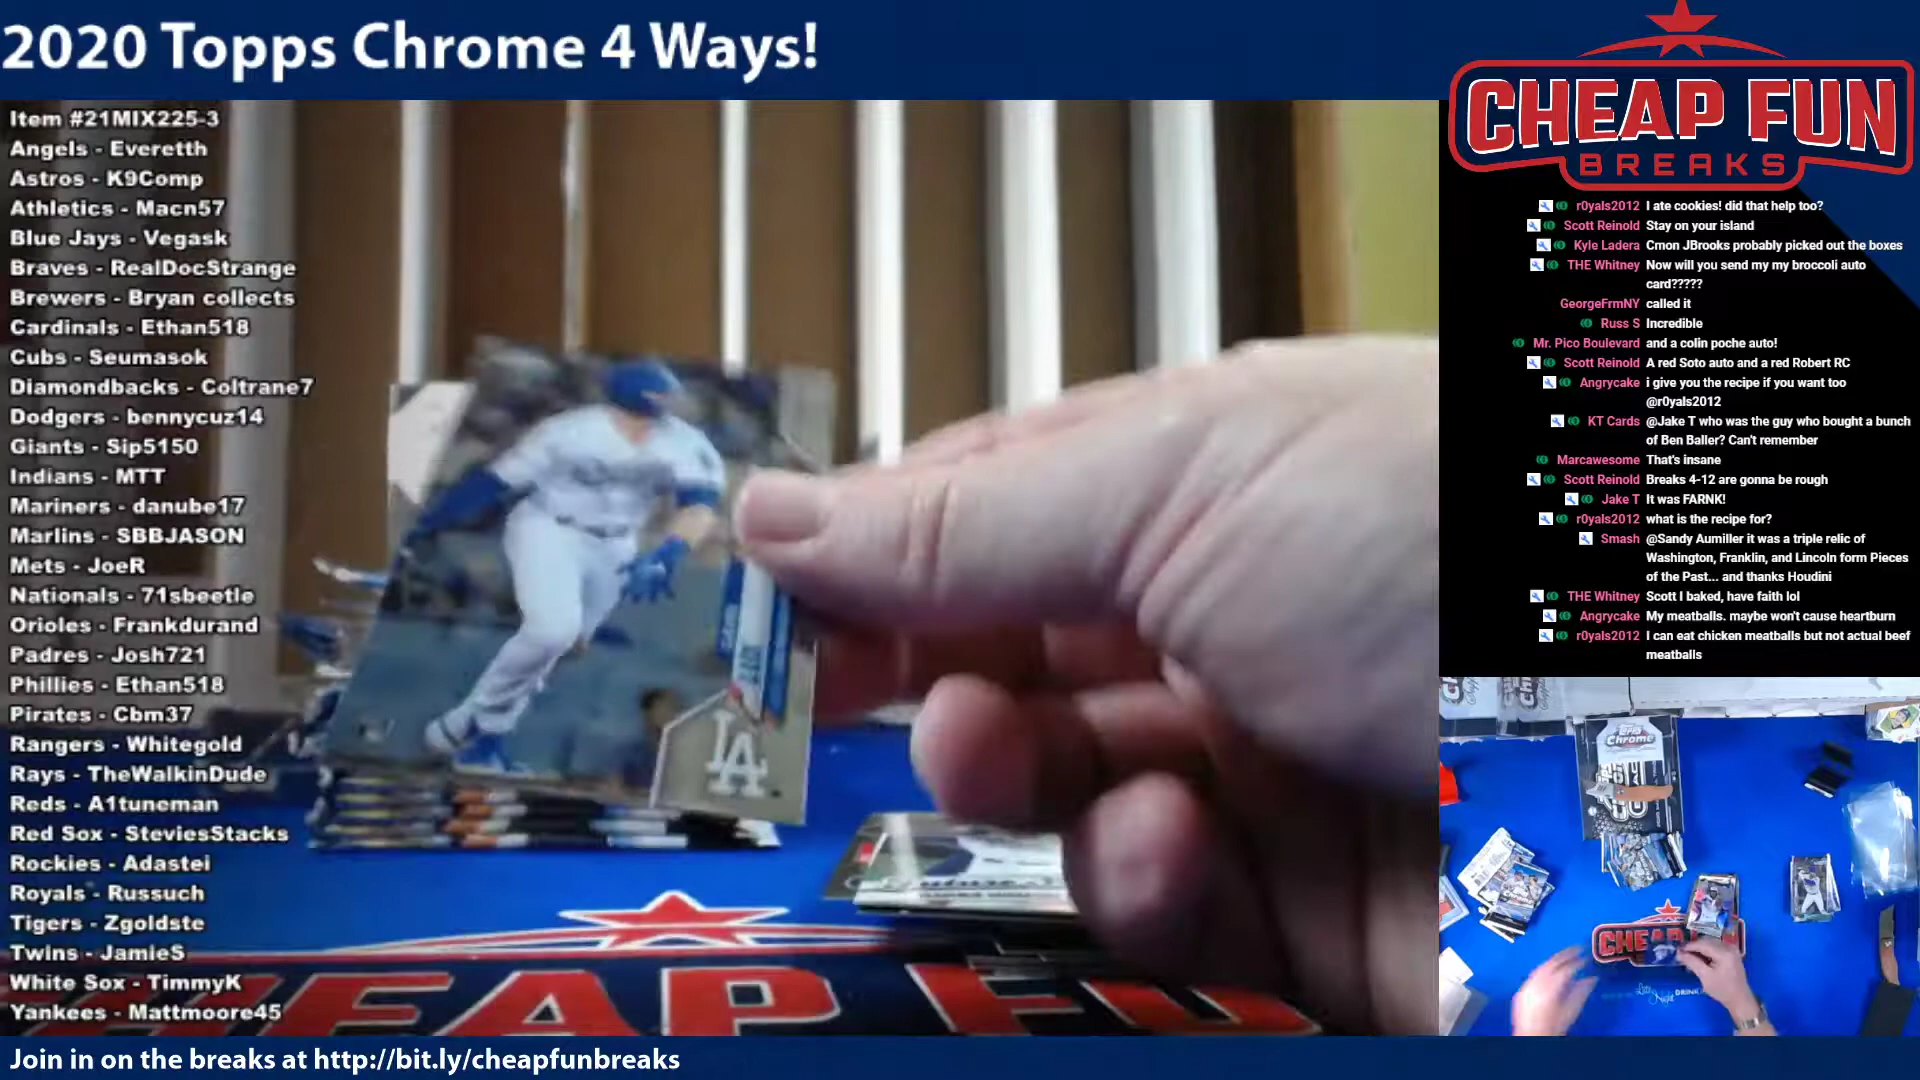 2020 Topps Chrome 4 Ways!
Item #21MIX225-3
Angels - Everetth
Astros - K9Comp
Athletics - Macn57
Blue Jays - Vegask
Braves - RealDocStrange
Brewers - Bryan collects
Cardinals - Ethan518
Cubs - Seumasok
Diamondbacks - Coltrane7
Dodgers - bennycuz14
Giants - Sip5150
Indians - MTT
Mariners - danube17
Marlins - SBBJASON
Mets - JoeR
Nationals - 71sbeetle
Orioles - Frankdurand
Padres - Josh721
Phillies - Ethan518
Pirates - Cbm37
Rangers - Whitegold
Rays - TheWalkinDude
Reds - A1tuneman
Red Sox - SteviesStacks
Rockies - Adastei
Royals - Russuch
Tigers - Zgoldste
Twins - JamieS
White Sox - TimmyK
Yankees - Mattmoore45
LA
HEAP FU
Join in on the breaks at http://bit.ly/cheapfunbreaks
CHEAP FUN
BREAKS
r0yals2012 I ate cookies! did that help too?
Scott Reinold Stay on your island
Kyle Ladera Cmon JBrooks probably picked out the boxes
THE Whitney Now will you send my my broccoli auto
card?????
GeorgeFrmNY called it
Russ S Incredible
Mr. Pico Boulevard and a colin poche auto!
Scott Reinold A red Soto auto and a red Robert RC
Angrycake i give you the recipe if you want too
@r0yals2012
KT Cards @Jake T who was the guy who bought a bunch
of Ben Baller? Can't remember
Marcawesome That's insane
Scott Reinold Breaks 4-12 are gonna be rough
Jake T It was FARNK!
r0yals2012 what is the recipe for?
Smash @Sandy Aumiller it was a triple relic of
Washington, Franklin, and Lincoln form Pieces
of the Past... and thanks Houdini
THE Whitney Scott I baked, have faith lol
Angrycake My meatballs. maybe won't cause heartburn
r0yals2012 I can eat chicken meatballs but not actual beef
meatballs
Topps
Chrome
CHEAP